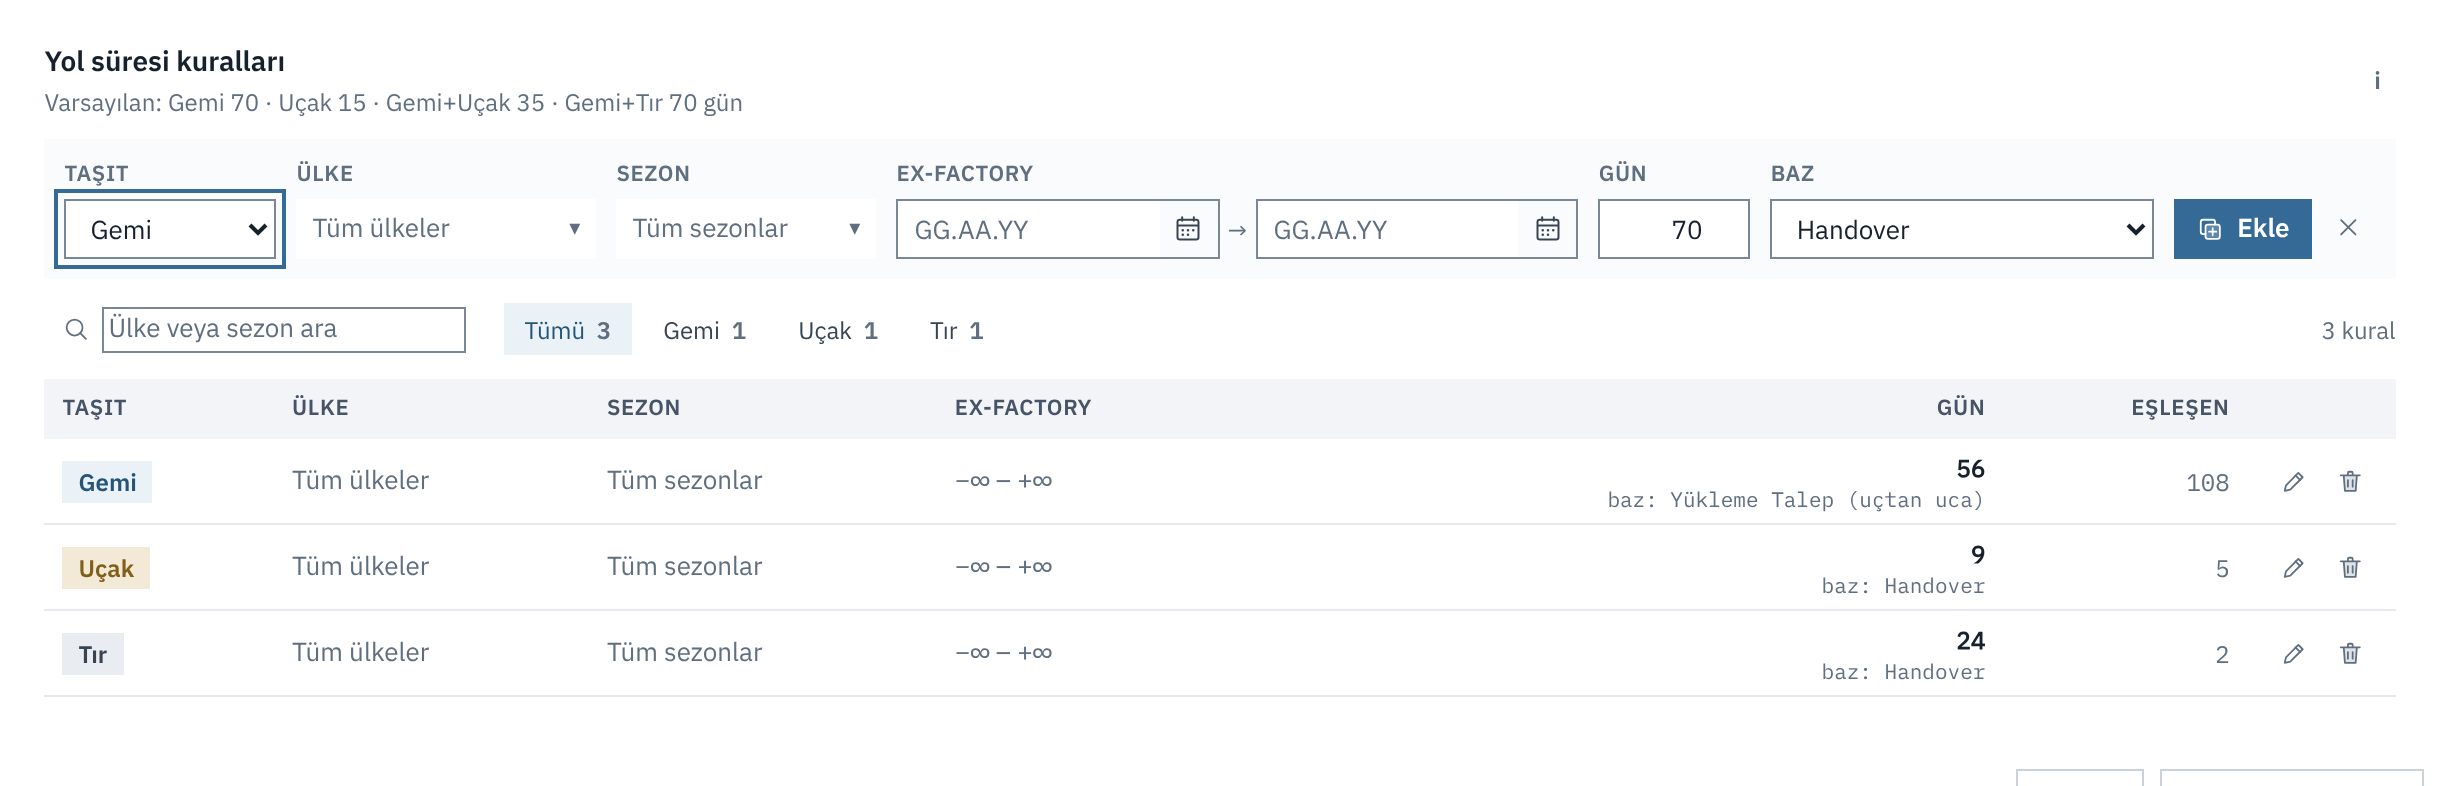 Yol süresi kuralları
Varsayılan: Gemi 70 · Uçak 15 · Gemi+Uçak 35 · Gemi+Tır 70 gün
i
TAŞIT ÜLKE SEZON EX-FACTORY GÜN BAZ
Gemi Tüm ülkeler ▼ Tüm sezonlar ▼ GG.AA.YY → GG.AA.YY 70 Handover Ekle ×
Ülke veya sezon ara Tümü 3 Gemi 1 Uçak 1 Tır 1 3 kural
TAŞIT ÜLKE SEZON EX-FACTORY GÜN EŞLEŞEN
Gemi Tüm ülkeler Tüm sezonlar −∞ — +∞ 56 108
baz: Yükleme Talep (uçtan uca)
Uçak Tüm ülkeler Tüm sezonlar −∞ — +∞ 9 5
baz: Handover
Tır Tüm ülkeler Tüm sezonlar −∞ — +∞ 24 2
baz: Handover